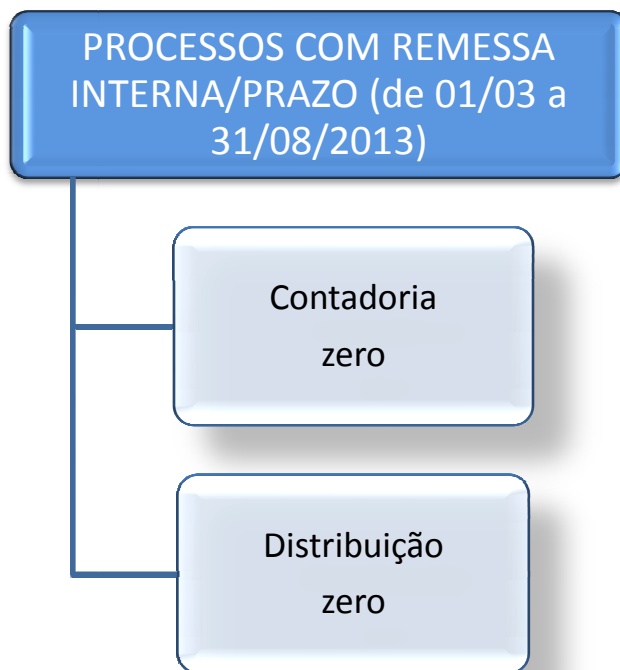 PROCESSOS COM REMESSA
INTERNA/PRAZO (de 01/03 a
31/08/2013)
Contadoria
zero
Distribuição
zero